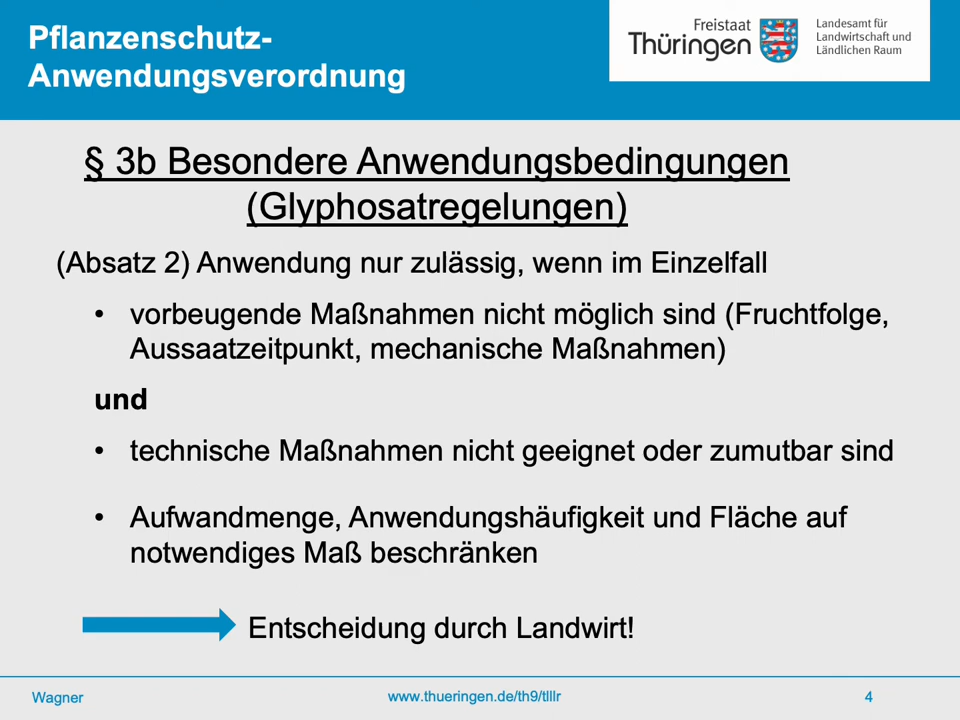 Pflanzenschutz-
Anwendungsverordnung
Freistaat
Thüringen
Landesamt für
Landwirtschaft und
Ländlichen Raum
§ 3b Besondere Anwendungsbedingungen
(Glyphosatregelungen)
(Absatz 2) Anwendung nur zulässig, wenn im Einzelfall
• vorbeugende Maßnahmen nicht möglich sind (Fruchtfolge,
Aussaatzeitpunkt, mechanische Maßnahmen)
und
• technische Maßnahmen nicht geeignet oder zumutbar sind
• Aufwandmenge, Anwendungshäufigkeit und Fläche auf
notwendiges Maß beschränken
Entscheidung durch Landwirt!
Wagner
www.thueringen.de/th9/tlllr
4